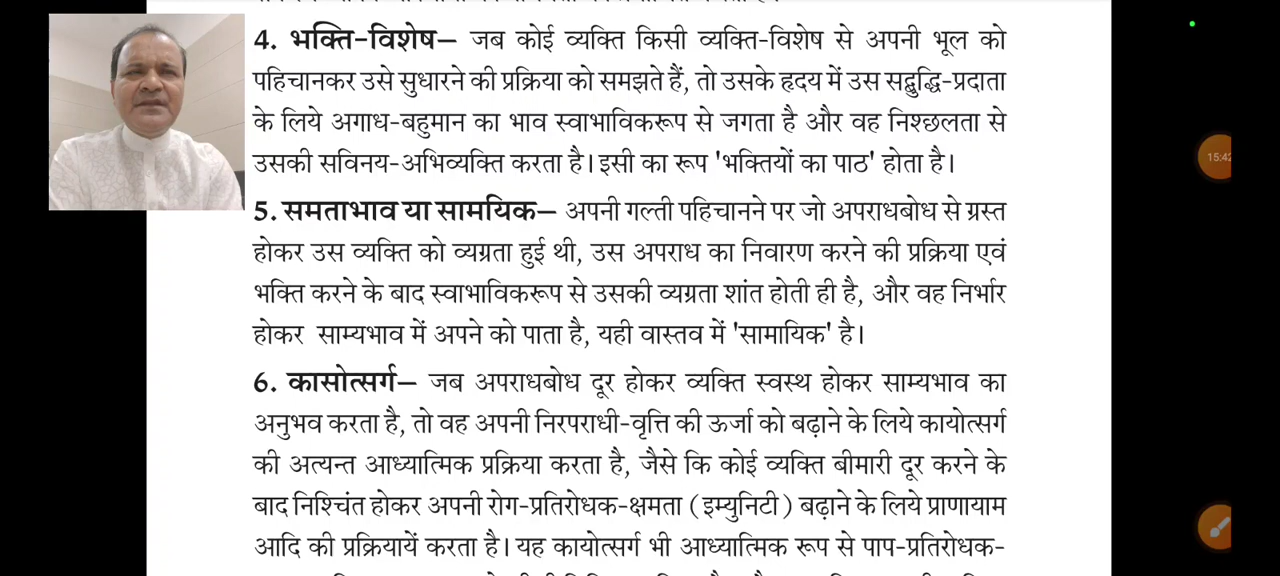 4. भक्ति-विशेष– जब कोई व्यक्ति किसी व्यक्ति-विशेष से अपनी भूल को
पहिचानकर उसे सुधारने की प्रक्रिया को समझते हैं, तो उसके हृदय में उस सद्बुद्धि-प्रदाता
के लिये अगाध-बहुमान का भाव स्वाभाविकरूप से जगता है और वह निश्छलता से
उसकी सविनय-अभिव्यक्ति करता है। इसी का रूप 'भक्तियों का पाठ' होता है।
5. समताभाव या सामयिक– अपनी गल्ती पहिचानने पर जो अपराधबोध से ग्रस्त
होकर उस व्यक्ति को व्यग्रता हुई थी, उस अपराध का निवारण करने की प्रक्रिया एवं
भक्ति करने के बाद स्वाभाविकरूप से उसकी व्यग्रता शांत होती ही है, और वह निर्भार
होकर साम्यभाव में अपने को पाता है, यही वास्तव में 'सामायिक' है।
6. कासोत्सर्ग– जब अपराधबोध दूर होकर व्यक्ति स्वस्थ होकर साम्यभाव का
अनुभव करता है, तो वह अपनी निरपराधी-वृत्ति की ऊर्जा को बढ़ाने के लिये कायोत्सर्ग
की अत्यन्त आध्यात्मिक प्रक्रिया करता है, जैसे कि कोई व्यक्ति बीमारी दूर करने के
बाद निश्चिंत होकर अपनी रोग-प्रतिरोधक-क्षमता (इम्युनिटी) बढ़ाने के लिये प्राणायाम
आदि की प्रक्रियायें करता है। यह कायोत्सर्ग भी आध्यात्मिक रूप से पाप-प्रतिरोधक-
15:42